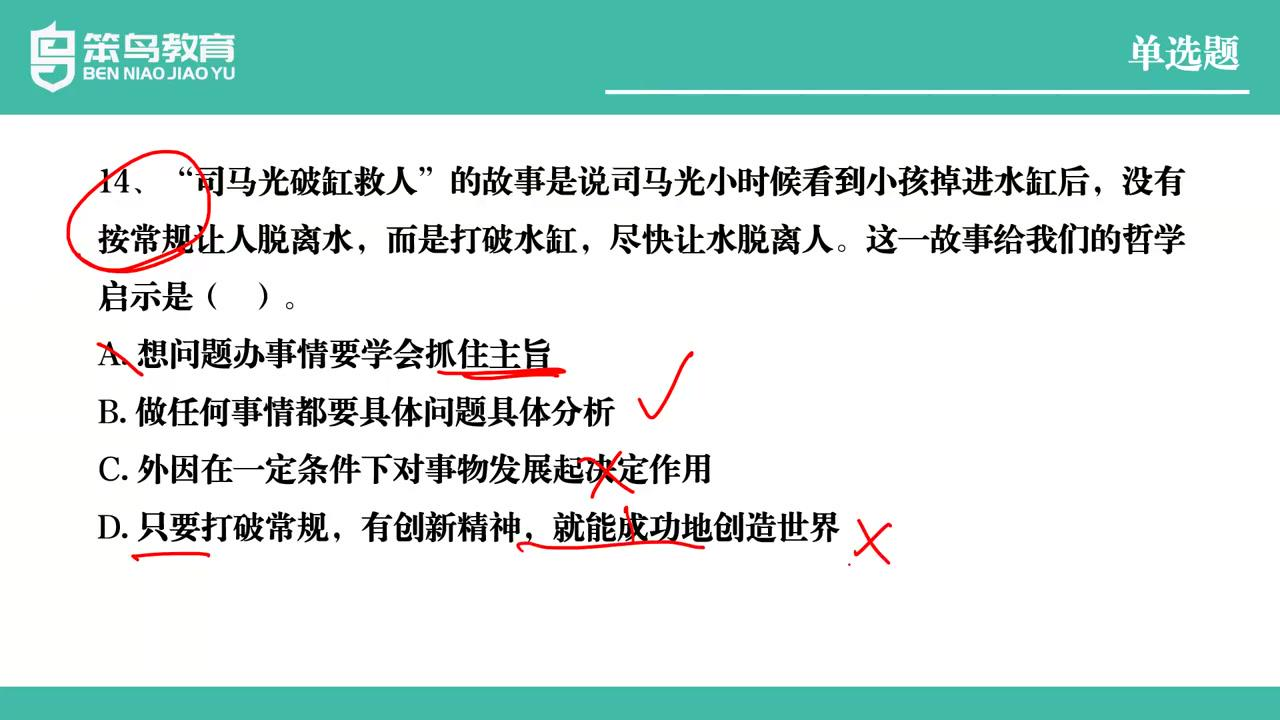 笨鸟教育
BEN NIAO JIAO YU
单选题
14、“司马光破缸救人”的故事是说司马光小时候看到小孩掉进水缸后，没有
按常规让人脱离水，而是打破水缸，尽快让水脱离人。这一故事给我们的哲学
启示是（　）。
A. 想问题办事情要学会抓住主旨
B. 做任何事情都要具体问题具体分析
C. 外因在一定条件下对事物发展起决定作用
D. 只要打破常规，有创新精神，就能成功地创造世界